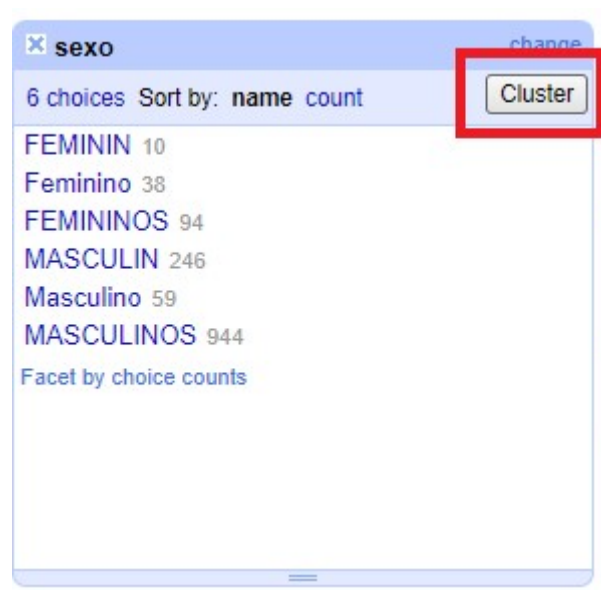 sexo change
6 choices Sort by: name count Cluster
FEMININ 10
Feminino 38
FEMININOS 94
MASCULIN 246
Masculino 59
MASCULINOS 944
Facet by choice counts